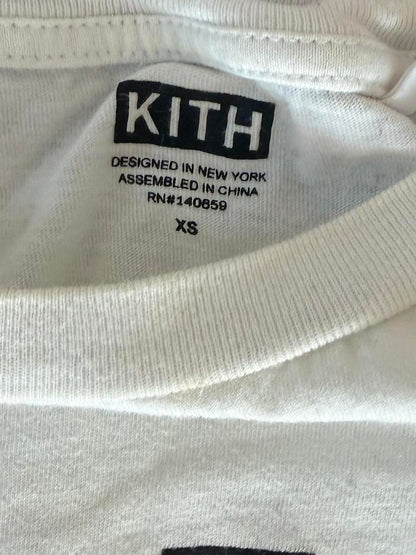 KITH
DESIGNED IN NEW YORK
ASSEMBLED IN CHINA
RN#140659
XS